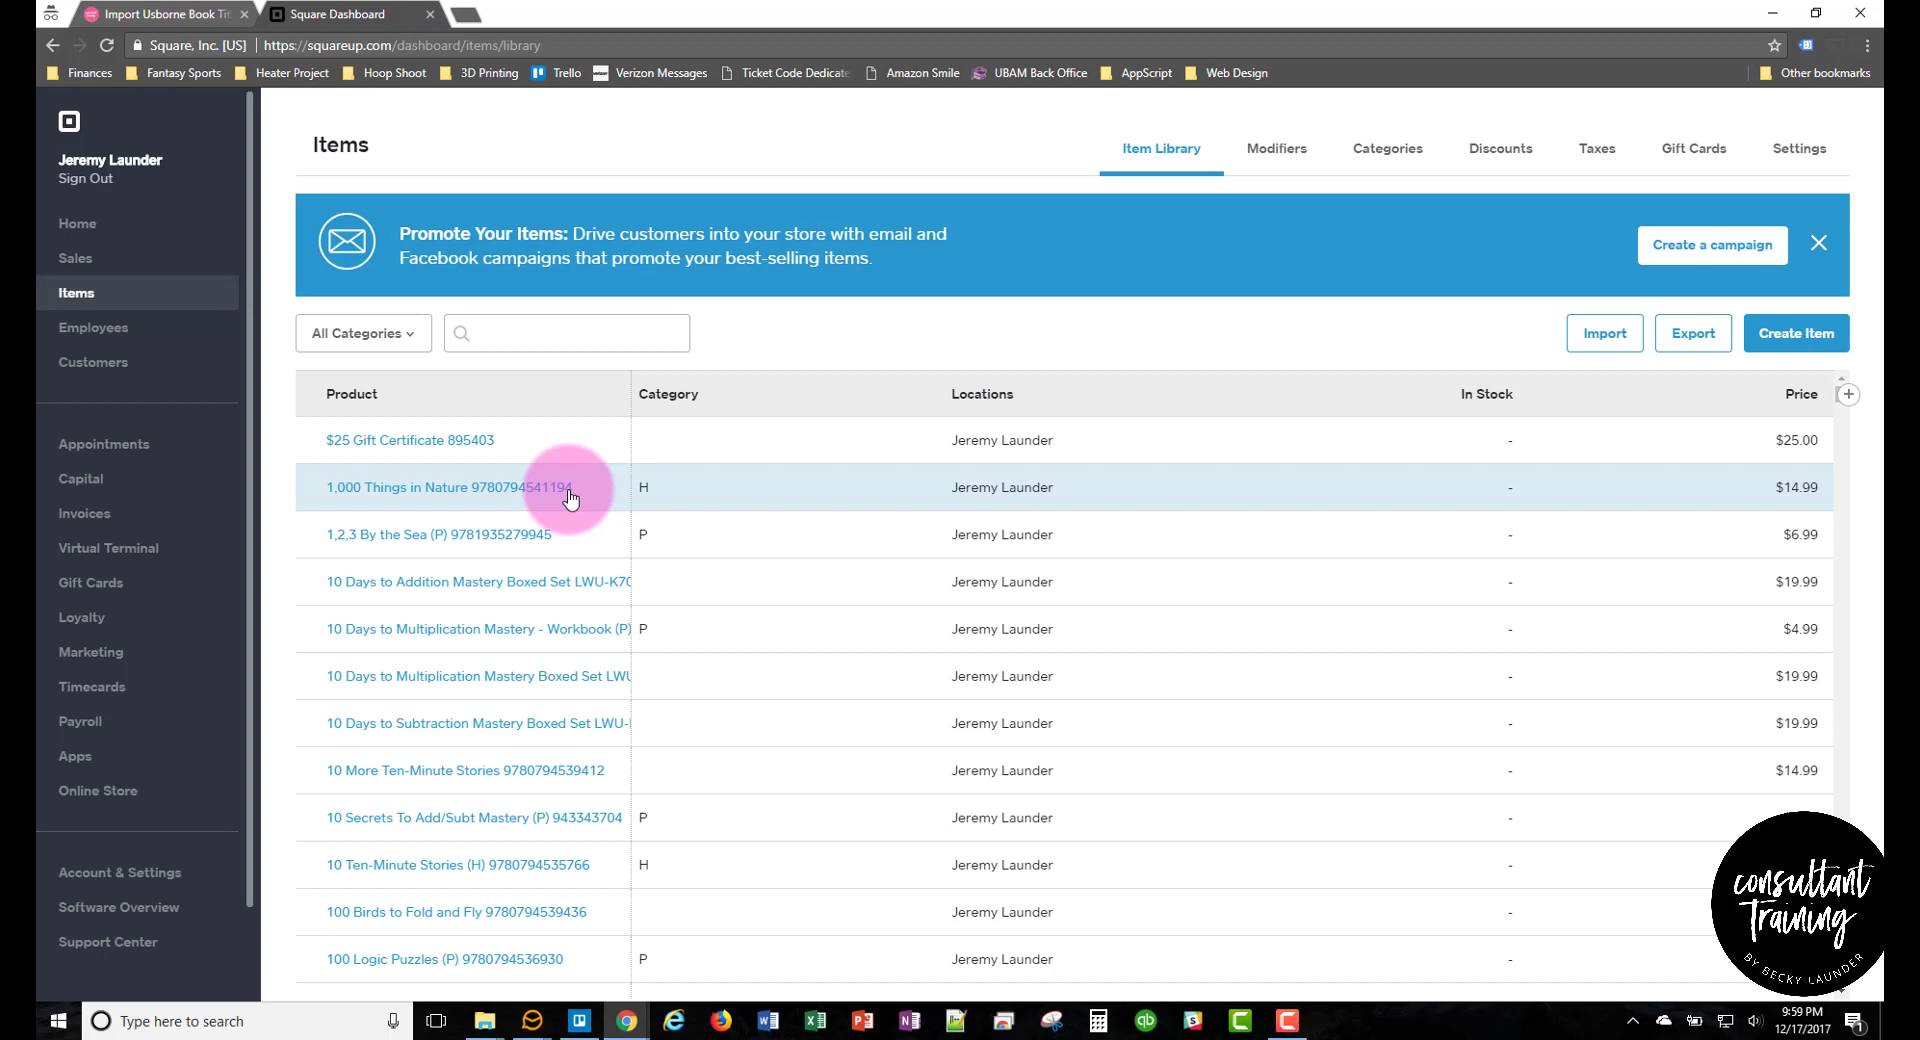 Import Usborne Book Tit
Square Dashboard
Square, Inc. [US]
https://squareup.com/dashboard/items/library
Finances
Fantasy Sports
Heater Project
Hoop Shoot
3D Printing
Trello
Verizon Messages
Ticket Code Dedicate
Amazon Smile
UBAM Back Office
AppScript
Web Design
Other bookmarks
Jeremy Launder
Sign Out
Home
Sales
Items
Employees
Customers
Appointments
Capital
Invoices
Virtual Terminal
Gift Cards
Loyalty
Marketing
Timecards
Payroll
Apps
Online Store
Account & Settings
Software Overview
Support Center
Items
Item Library
Modifiers
Categories
Discounts
Taxes
Gift Cards
Settings
Promote Your Items: Drive customers into your store with email and
Facebook campaigns that promote your best-selling items.
Create a campaign
All Categories
Import
Export
Create Item
Product Category Locations In Stock Price
$25 Gift Certificate 895403 Jeremy Launder - $25.00
1,000 Things in Nature 9780794541194 H Jeremy Launder - $14.99
1,2,3 By the Sea (P) 9781935279945 P Jeremy Launder - $6.99
10 Days to Addition Mastery Boxed Set LWU-K70 Jeremy Launder - $19.99
10 Days to Multiplication Mastery - Workbook (P) P Jeremy Launder - $4.99
10 Days to Multiplication Mastery Boxed Set LWU Jeremy Launder - $19.99
10 Days to Subtraction Mastery Boxed Set LWU- Jeremy Launder - $19.99
10 More Ten-Minute Stories 9780794539412 Jeremy Launder - $14.99
10 Secrets To Add/Subt Mastery (P) 943343704 P Jeremy Launder -
10 Ten-Minute Stories (H) 9780794535766 H Jeremy Launder -
100 Birds to Fold and Fly 9780794539436 Jeremy Launder -
100 Logic Puzzles (P) 9780794536930 P Jeremy Launder -
consultant
Training
BY BECKY LAUNDER
Type here to search
9:59 PM
12/17/2017
1